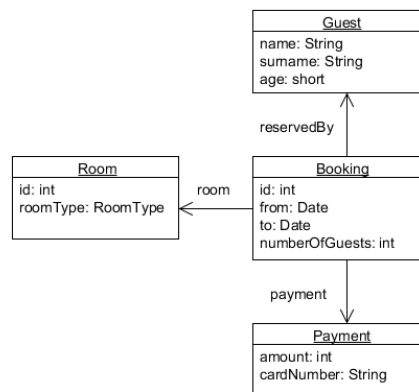 Guest
name: String
surname: String
age: short
reservedBy
Room
id: int
roomType: RoomType
room
Booking
id: int
from: Date
to: Date
numberOfGuests: int
payment
Payment
amount: int
cardNumber: String